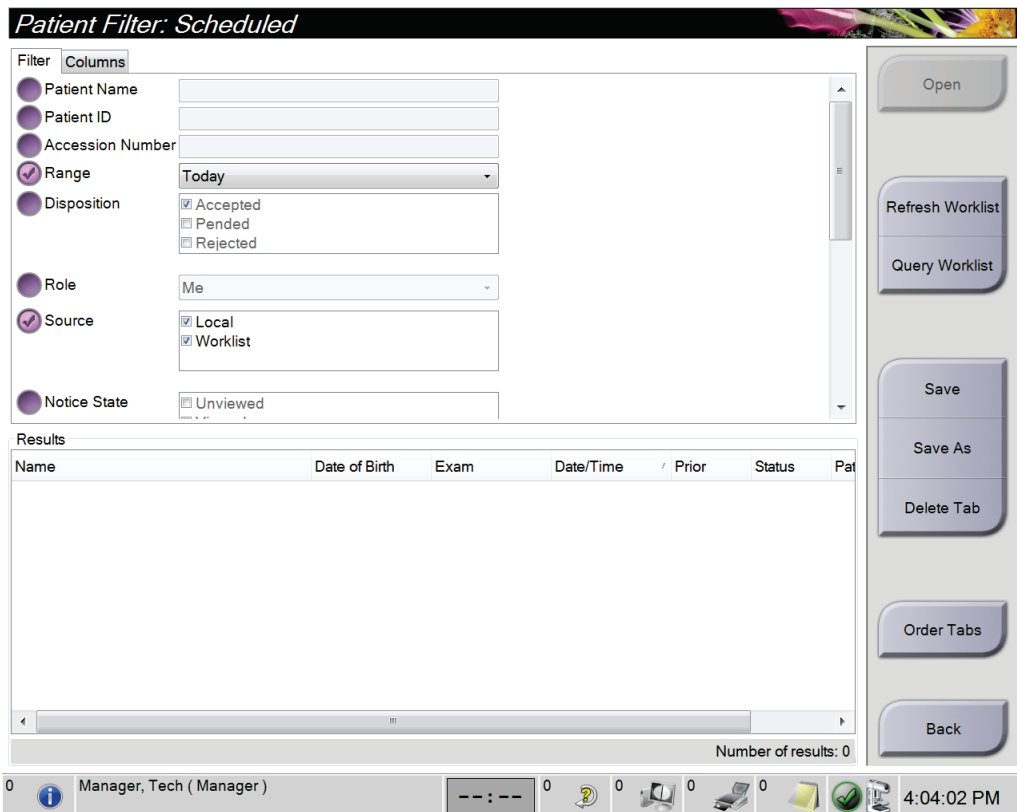 Patient Filter: Scheduled
Filter Columns
Patient Name
Patient ID
Accession Number
Range Today
Disposition Accepted
Pended
Rejected
Role Me
Source Local
Worklist
Notice State Unviewed
Open
Refresh Worklist
Query Worklist
Save
Save As
Delete Tab
Order Tabs
Back
Results
Name Date of Birth Exam Date/Time Prior Status Pat
Number of results: 0
0 Manager, Tech ( Manager ) --:-- 0 0 0 0 4:04:02 PM